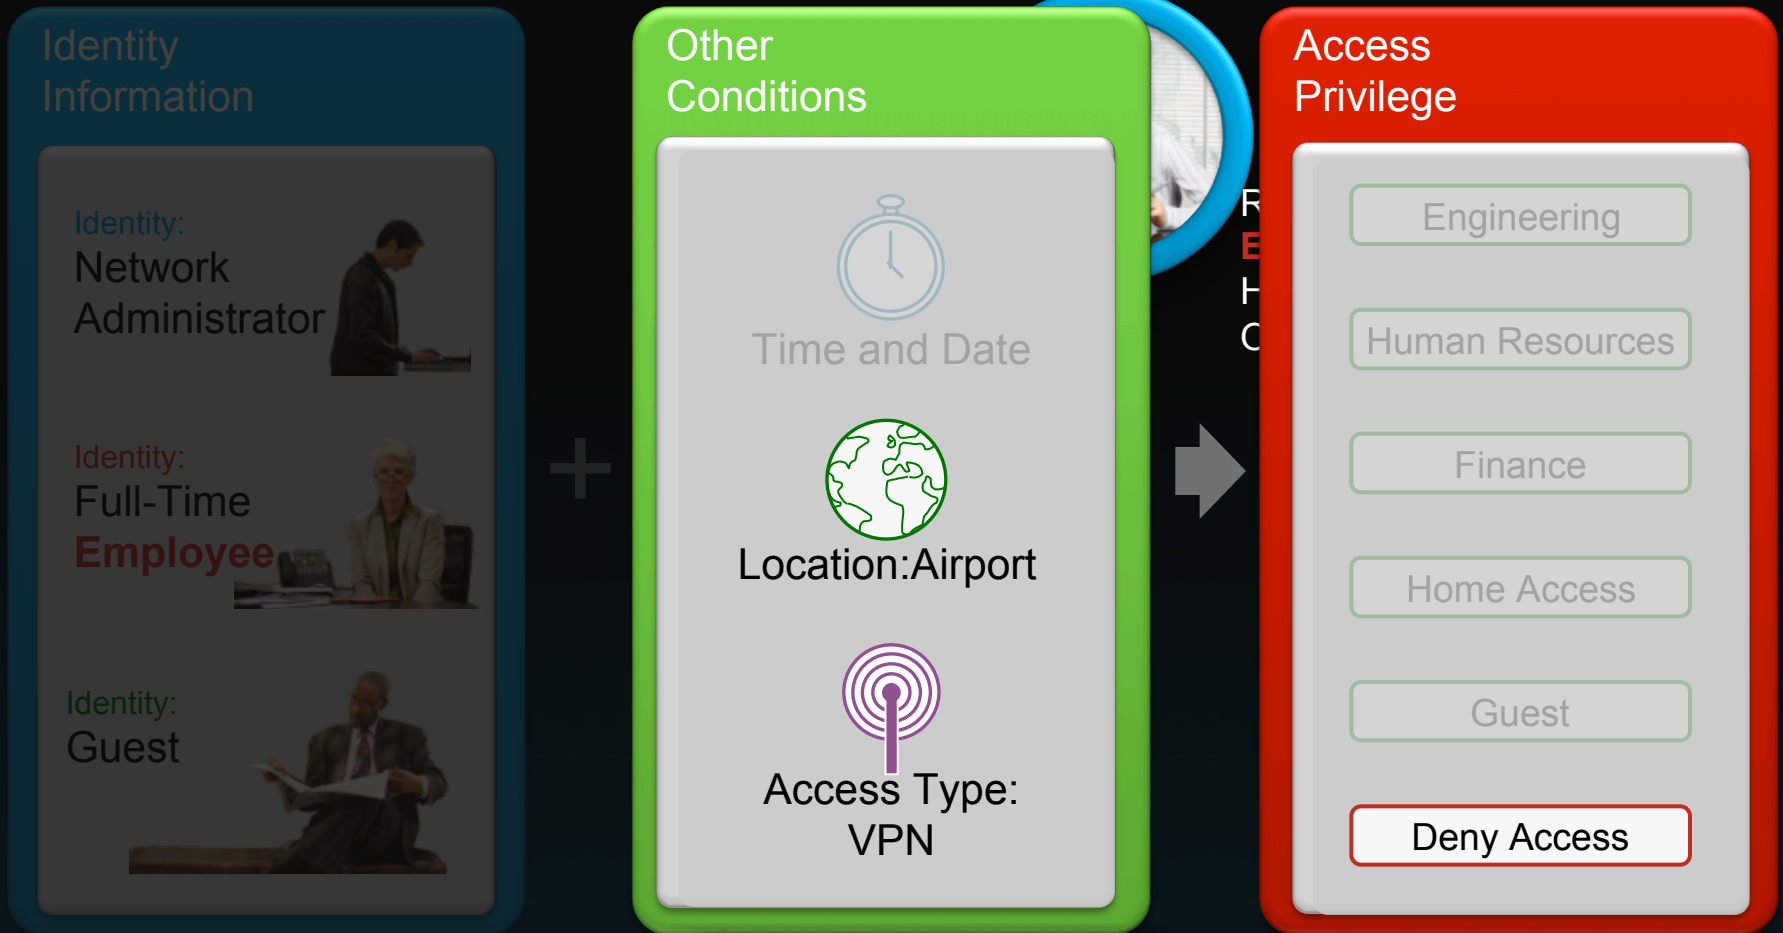 Identity
Information
Identity:
Network
Administrator
Identity:
Full-Time
Employee
Identity:
Guest
+
Other
Conditions
Time and Date
Location:Airport
Access Type:
VPN
Access
Privilege
Engineering
Human Resources
Finance
Home Access
Guest
Deny Access